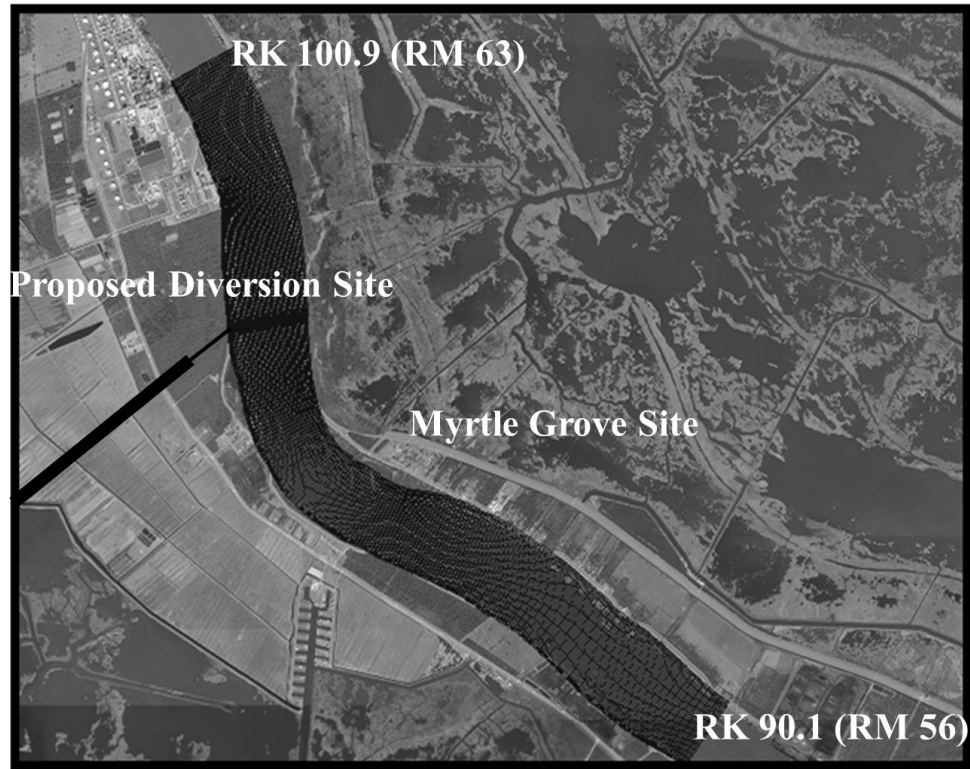 RK 100.9 (RM 63)
Proposed Diversion Site
Myrtle Grove Site
RK 90.1 (RM 56)